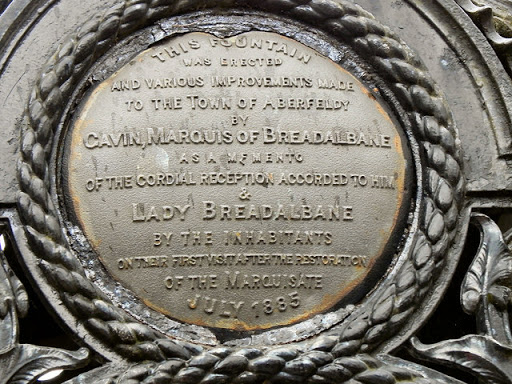 THIS FOUNTAIN
WAS ERECTED
AND VARIOUS IMPROVEMENTS MADE
TO THE TOWN OF ABERFELDY
BY
GAVIN, MARQUIS OF BREADALBANE
AS A MEMENTO
OF THE CORDIAL RECEPTION ACCORDED TO HIM
&
LADY BREADALBANE
BY THE INHABITANTS
ON THEIR FIRST VISIT AFTER THE RESTORATION
OF THE MARQUISATE
JULY 1885